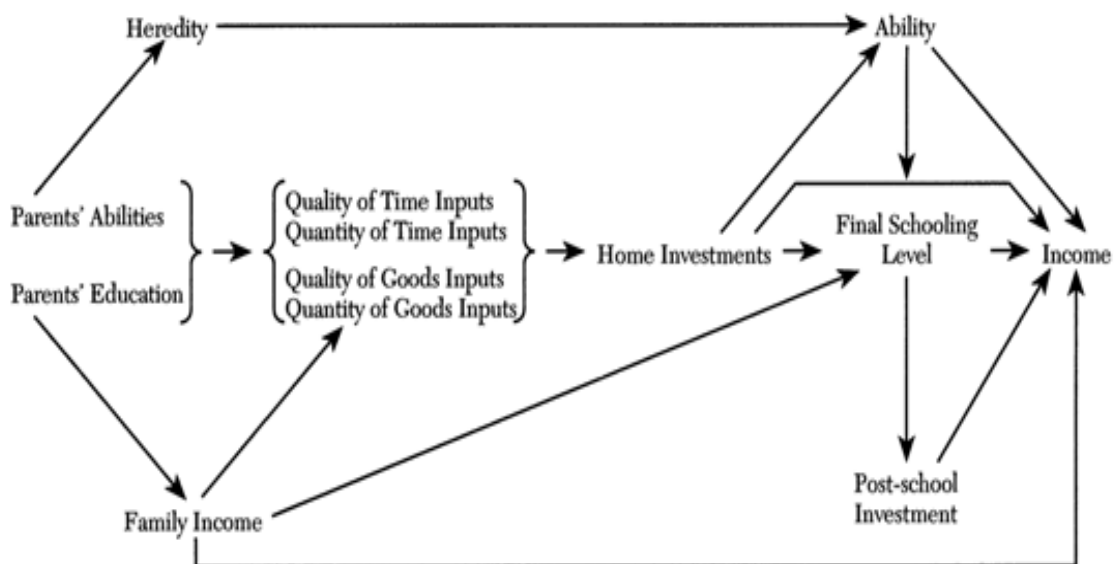 Heredity
Ability
Parents' Abilities
Parents' Education
Quality of Time Inputs
Quantity of Time Inputs
Quality of Goods Inputs
Quantity of Goods Inputs
Home Investments
Final Schooling
Level
Income
Post-school
Investment
Family Income